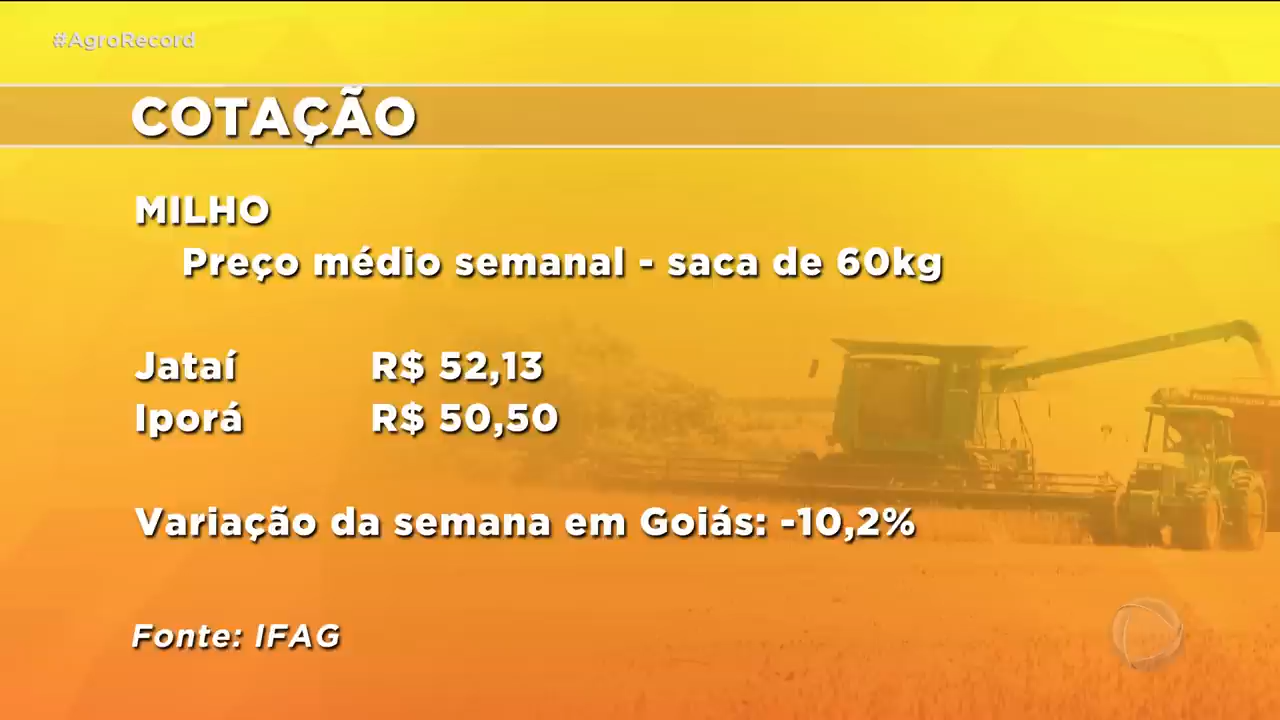 #AgroRecord
COTAÇÃO
MILHO
Preço médio semanal - saca de 60kg
Jataí R$ 52,13
Iporá R$ 50,50
Variação da semana em Goiás: -10,2%
Fonte: IFAG